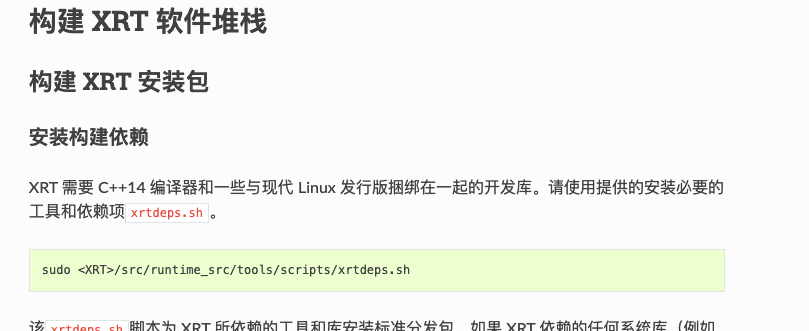 构建 XRT 软件堆栈
构建 XRT 安装包
安装构建依赖
XRT 需要 C++14 编译器和一些与现代 Linux 发行版捆绑在一起的开发库。请使用提供的安装必要的
工具和依赖项 xrtdeps.sh 。
sudo <XRT>/src/runtime_src/tools/scripts/xrtdeps.sh
该 xrtdeps.sh 脚本为 XRT 所依赖的工具和库安装标准分发包。如果 XRT 依赖的任何系统库（例如